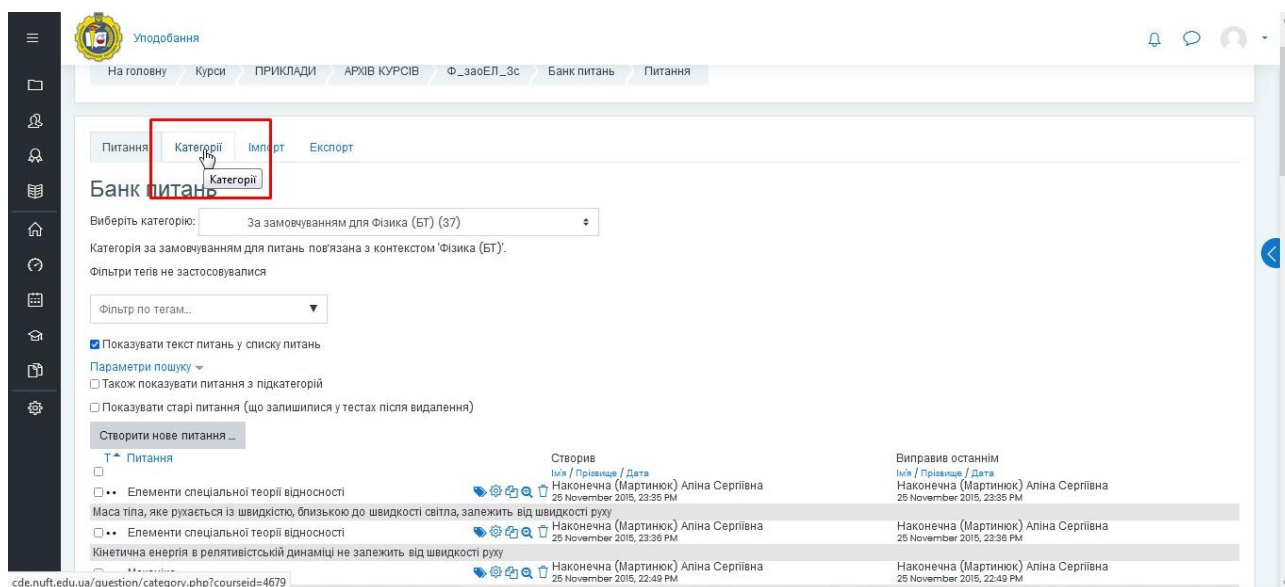 Уподобання
На головну Курси ПРИКЛАДИ АРХІВ КУРСІВ Ф_заоЕЛ_3с Банк питань Питання
Питання Категорії Імпорт Експорт
Категорії
Банк питань
Виберіть категорію: За замовчуванням для Фізика (БТ) (37)
Категорія за замовчуванням для питань пов'язана з контекстом 'Фізика (БТ)'.
Фільтри тегів не застосовувалися
Фільтр по тегам...
Показувати текст питань у списку питань
Параметри пошуку
Також показувати питання з підкатегорій
Показувати старі питання (що залишилися у тестах після видалення)
Створити нове питання ...
Т Питання Створив Виправив останнім
Ім'я / Прізвище / Дата Ім'я / Прізвище / Дата
Елементи спеціальної теорії відносності Наконечна (Мартинюк) Аліна Сергіївна Наконечна (Мартинюк) Аліна Сергіївна
25 November 2015, 23:35 PM 25 November 2015, 23:35 PM
Маса тіла, яке рухається із швидкістю, близькою до швидкості світла, залежить від швидкості руху
Елементи спеціальної теорії відносності Наконечна (Мартинюк) Аліна Сергіївна Наконечна (Мартинюк) Аліна Сергіївна
25 November 2015, 23:36 PM 25 November 2015, 23:36 PM
Кінетична енергія в релятивістській динаміці не залежить від швидкості руху
Наконечна (Мартинюк) Аліна Сергіївна Наконечна (Мартинюк) Аліна Сергіївна
25 November 2015, 22:49 PM 25 November 2015, 22:49 PM
cde.nuft.edu.ua/question/category.php?courseid=4679